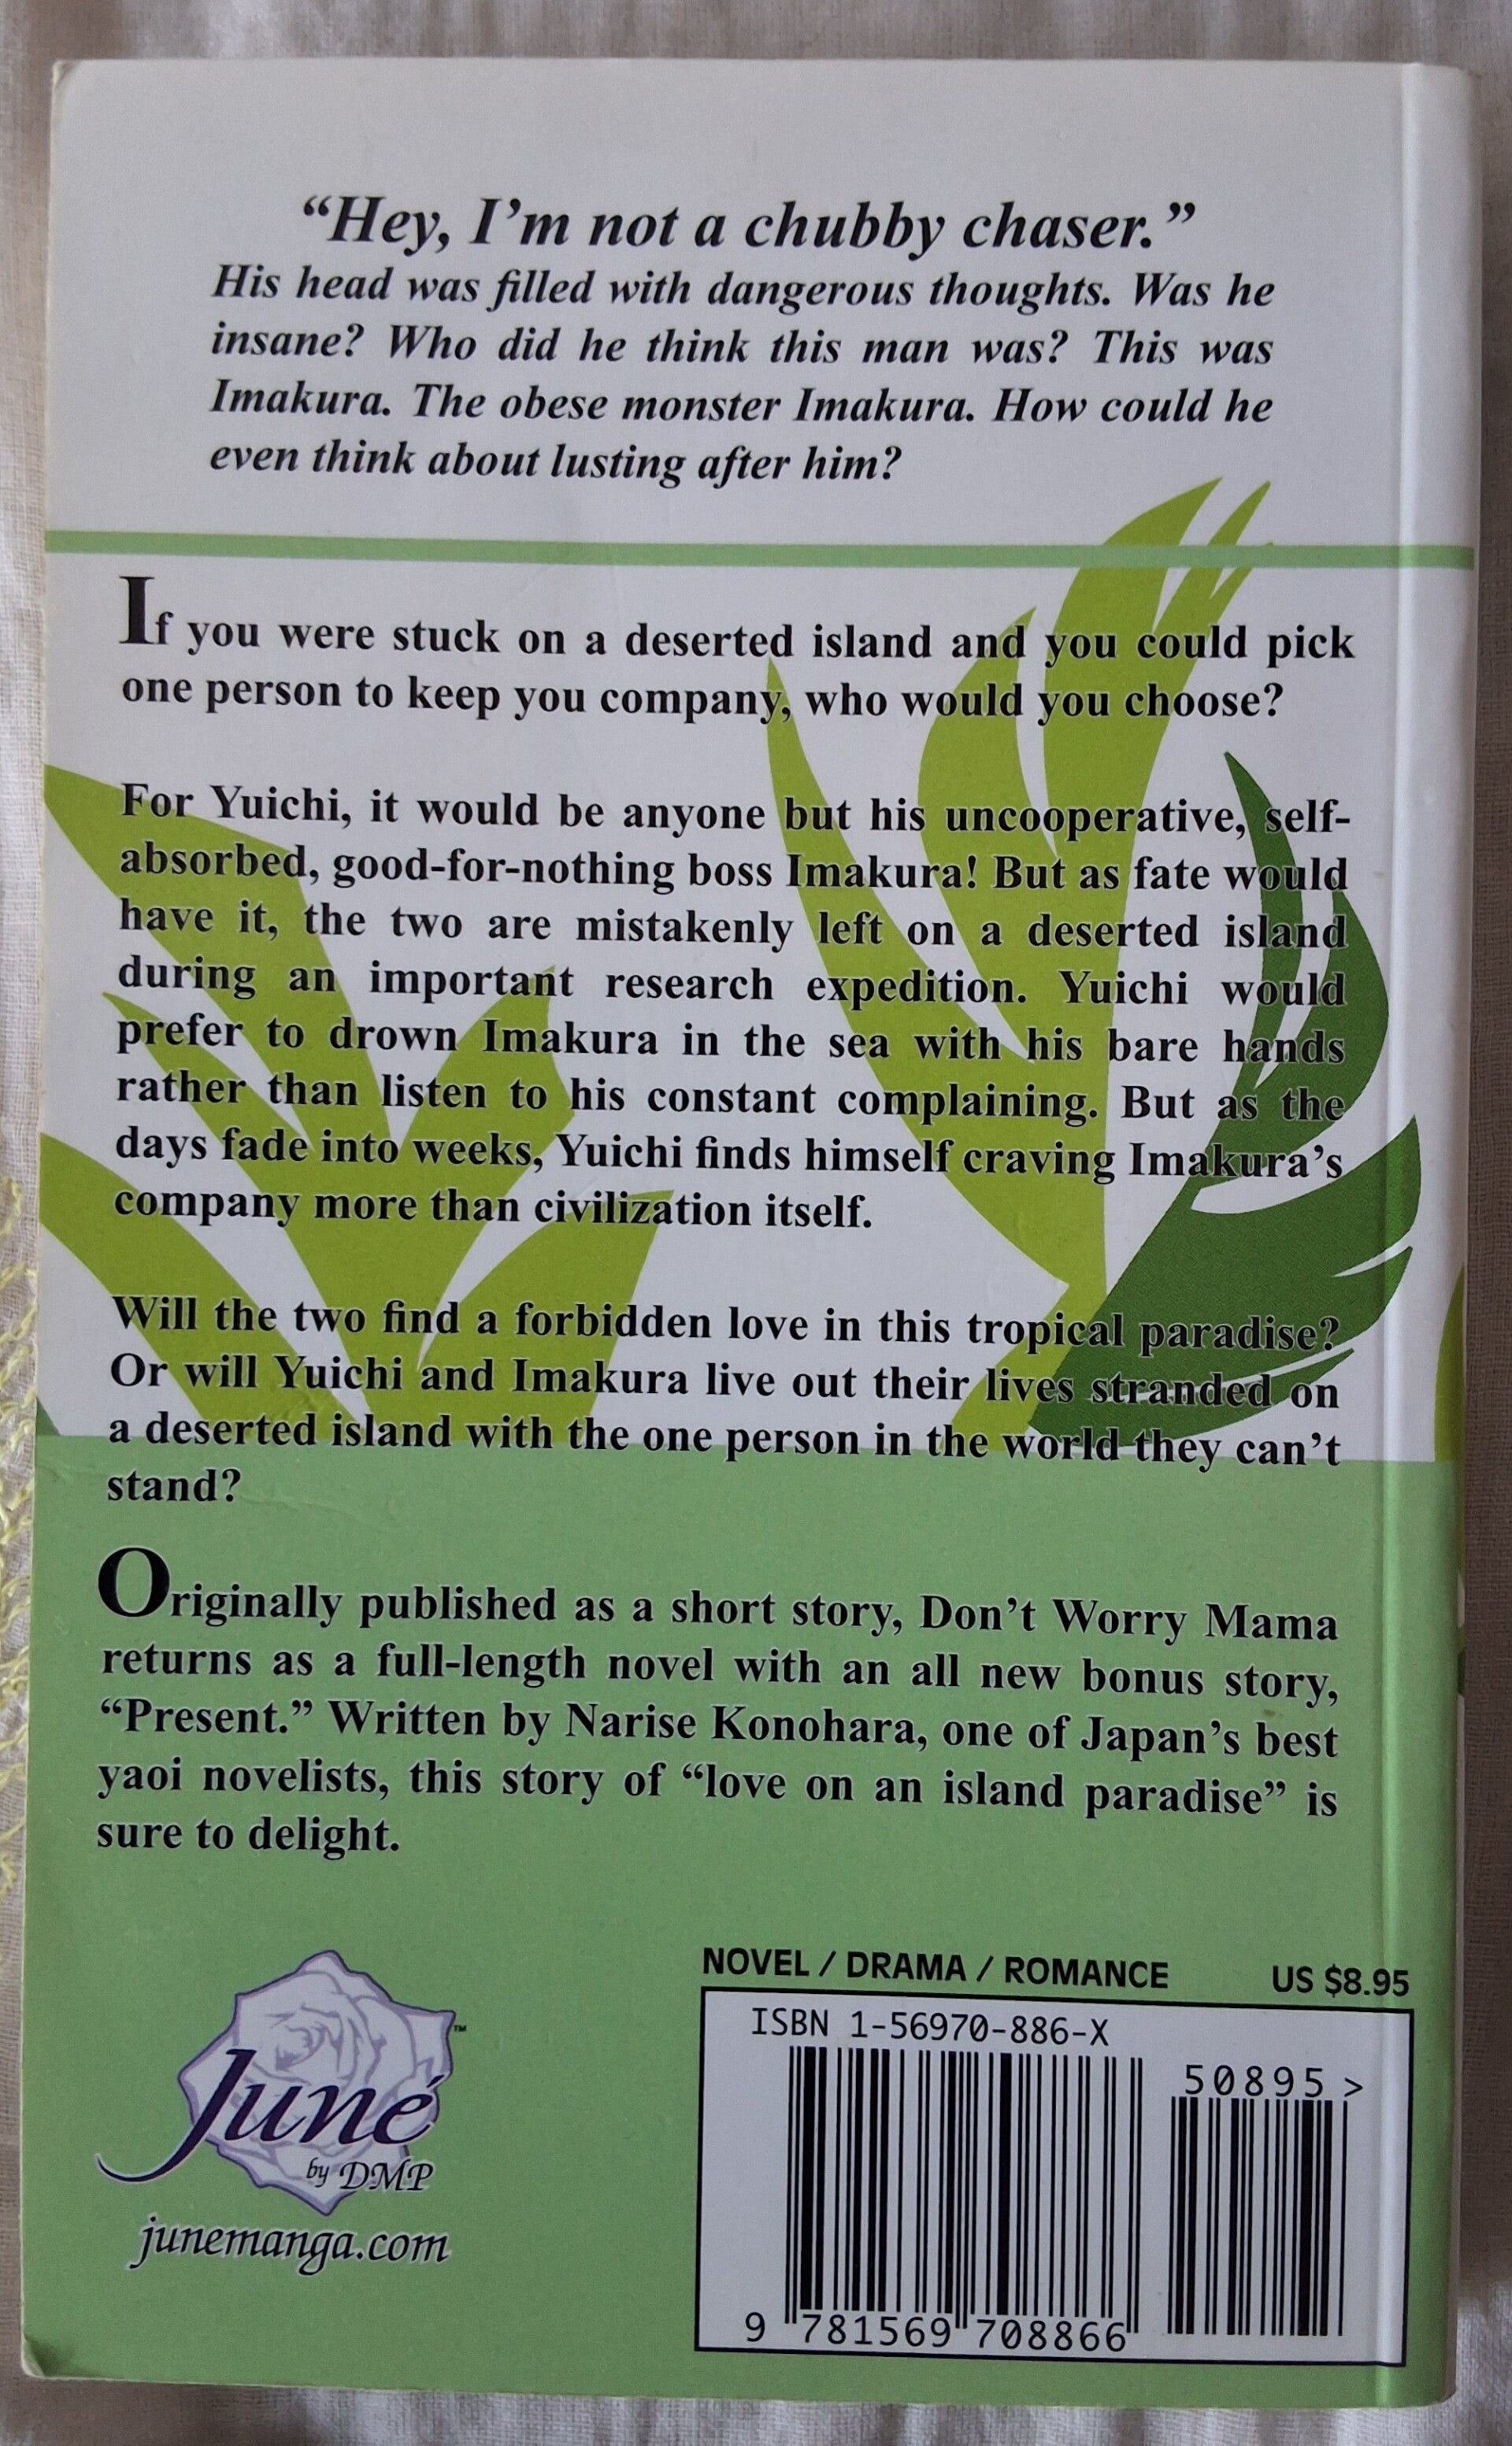 “Hey, I’m not a chubby chaser.”
His head was filled with dangerous thoughts. Was he
insane? Who did he think this man was? This was
Imakura. The obese monster Imakura. How could he
even think about lusting after him?
If you were stuck on a deserted island and you could pick
one person to keep you company, who would you choose?
For Yuichi, it would be anyone but his uncooperative, self-
absorbed, good-for-nothing boss Imakura! But as fate would
have it, the two are mistakenly left on a deserted island
during an important research expedition. Yuichi would
prefer to drown Imakura in the sea with his bare hands
rather than listen to his constant complaining. But as the
days fade into weeks, Yuichi finds himself craving Imakura’s
company more than civilization itself.
Will the two find a forbidden love in this tropical paradise?
Or will Yuichi and Imakura live out their lives stranded on
a deserted island with the one person in the world they can’t
stand?
Originally published as a short story, Don’t Worry Mama
returns as a full-length novel with an all new bonus story,
“Present.” Written by Narise Konohara, one of Japan’s best
yaoi novelists, this story of “love on an island paradise” is
sure to delight.
Juné™
by DMP
junemanga.com
NOVEL / DRAMA / ROMANCE US $8.95
ISBN 1-56970-886-X
50895 >
9 781569 708866